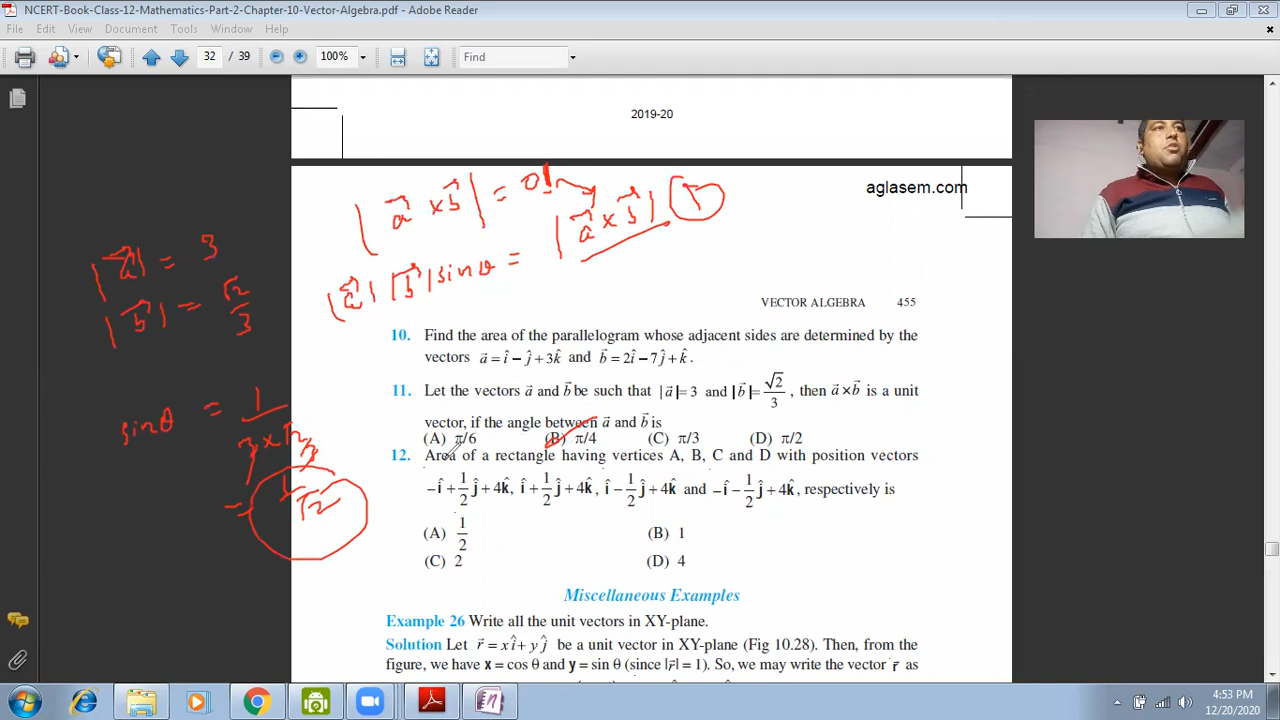 NCERT-Book-Class-12-Mathematics-Part-2-Chapter-10-Vector-Algebra.pdf - Adobe Reader
File Edit View Document Tools Window Help
32 / 39 100% Find
2019-20
aglasem.com
|a⃗ × b⃗| =
|a⃗ × b⃗|
|a⃗| |b⃗| sin θ =
|a⃗| = 3
|b⃗| = √2/3
sin θ = 1/(3 × √2/3)
= 1/√2
VECTOR ALGEBRA 455
10. Find the area of the parallelogram whose adjacent sides are determined by the
vectors a⃗ = î − ĵ + 3k̂ and b⃗ = 2î − 7ĵ + k̂.
11. Let the vectors a⃗ and b⃗ be such that |a⃗| = 3 and |b⃗| = √2/3, then a⃗ × b⃗ is a unit
vector, if the angle between a⃗ and b⃗ is
(A) π/6 (B) π/4 (C) π/3 (D) π/2
12. Area of a rectangle having vertices A, B, C and D with position vectors
−î + 1/2 ĵ + 4k̂, î + 1/2 ĵ + 4k̂, î − 1/2 ĵ + 4k̂ and −î − 1/2 ĵ + 4k̂, respectively is
(A) 1/2 (B) 1
(C) 2 (D) 4
Miscellaneous Examples
Example 26 Write all the unit vectors in XY-plane.
Solution Let r⃗ = x î + y ĵ be a unit vector in XY-plane (Fig 10.28). Then, from the
figure, we have x = cos θ and y = sin θ (since |r⃗| = 1). So, we may write the vector r⃗ as
4:53 PM
12/20/2020